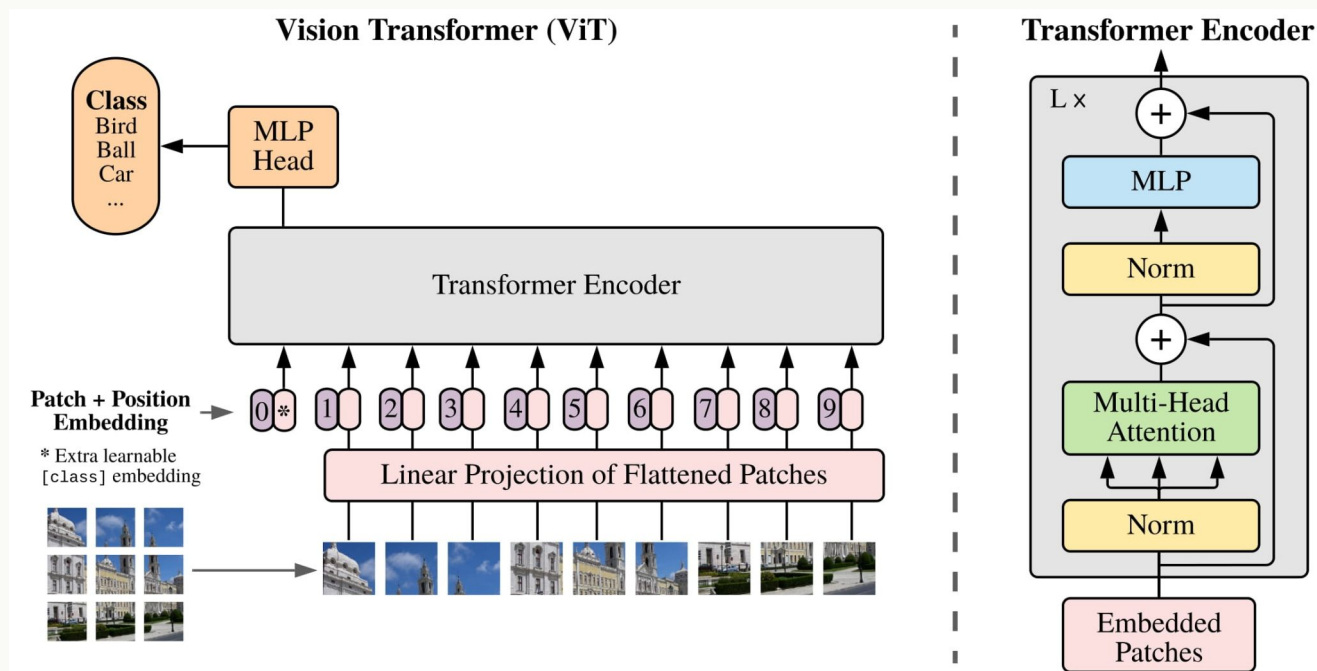 Vision Transformer (ViT)
Class
Bird
Ball
Car
...
MLP
Head
Transformer Encoder
Patch + Position
Embedding
* Extra learnable
[class] embedding
0 * 1 2 3 4 5 6 7 8 9
Linear Projection of Flattened Patches
Transformer Encoder
L ×
+
MLP
Norm
+
Multi-Head
Attention
Norm
Embedded
Patches